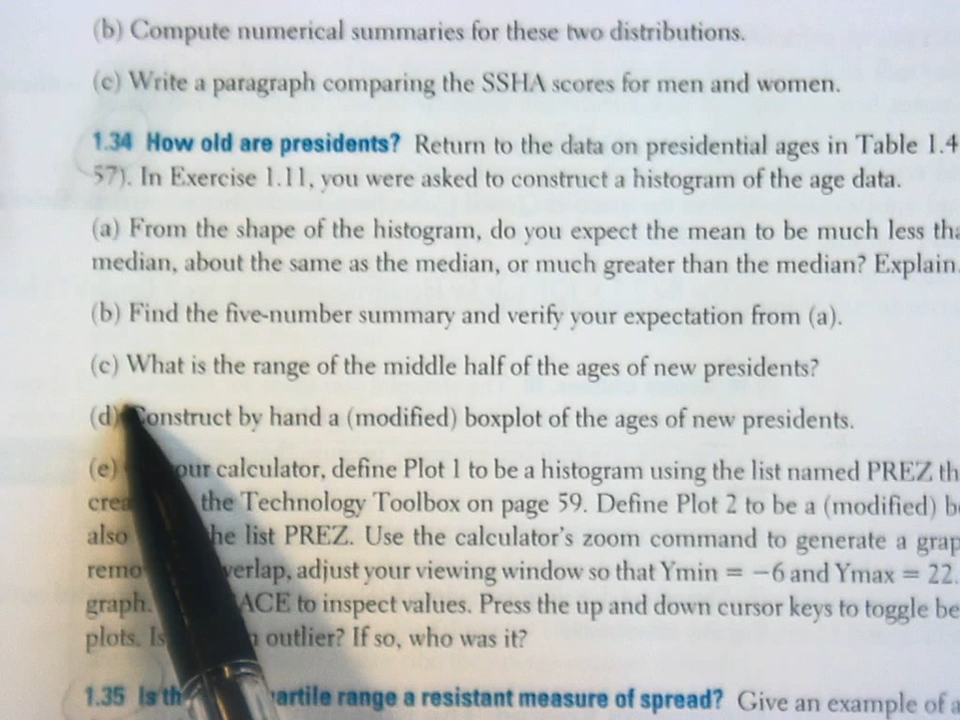 (b) Compute numerical summaries for these two distributions.
(c) Write a paragraph comparing the SSHA scores for men and women.
1.34 How old are presidents? Return to the data on presidential ages in Table 1.4
57). In Exercise 1.11, you were asked to construct a histogram of the age data.
(a) From the shape of the histogram, do you expect the mean to be much less tha
median, about the same as the median, or much greater than the median? Explain.
(b) Find the five-number summary and verify your expectation from (a).
(c) What is the range of the middle half of the ages of new presidents?
(d) Construct by hand a (modified) boxplot of the ages of new presidents.
(e) our calculator, define Plot 1 to be a histogram using the list named PREZ th
crea the Technology Toolbox on page 59. Define Plot 2 to be a (modified) b
also he list PREZ. Use the calculator's zoom command to generate a grap
remo verlap, adjust your viewing window so that Ymin = −6 and Ymax = 22.
graph. ACE to inspect values. Press the up and down cursor keys to toggle be
plots. Is outlier? If so, who was it?
1.35 Is th artile range a resistant measure of spread? Give an example of a